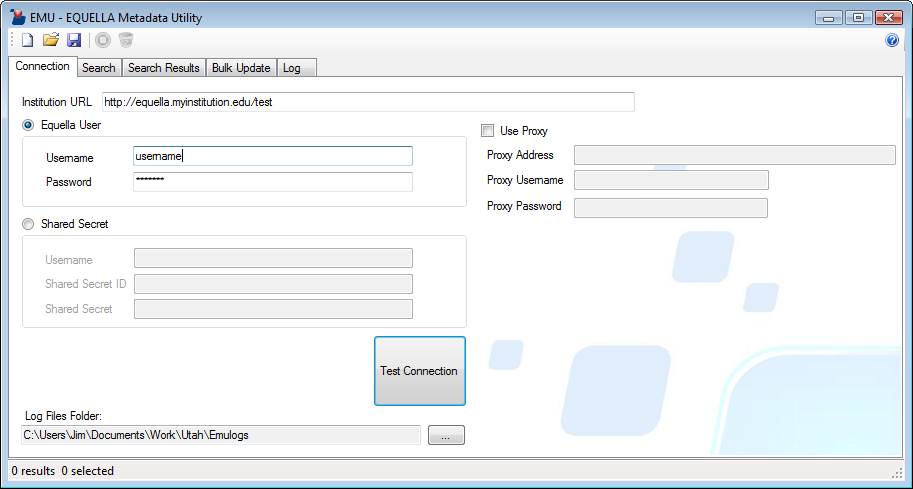 EMU - EQUELLA Metadata Utility
Connection Search Search Results Bulk Update Log
Institution URL http://equella.myinstitution.edu/test
Equella User
Username username
Password *******
Use Proxy
Proxy Address
Proxy Username
Proxy Password
Shared Secret
Username
Shared Secret ID
Shared Secret
Test Connection
Log Files Folder:
C:\Users\Jim\Documents\Work\Utah\Emulogs ...
0 results 0 selected